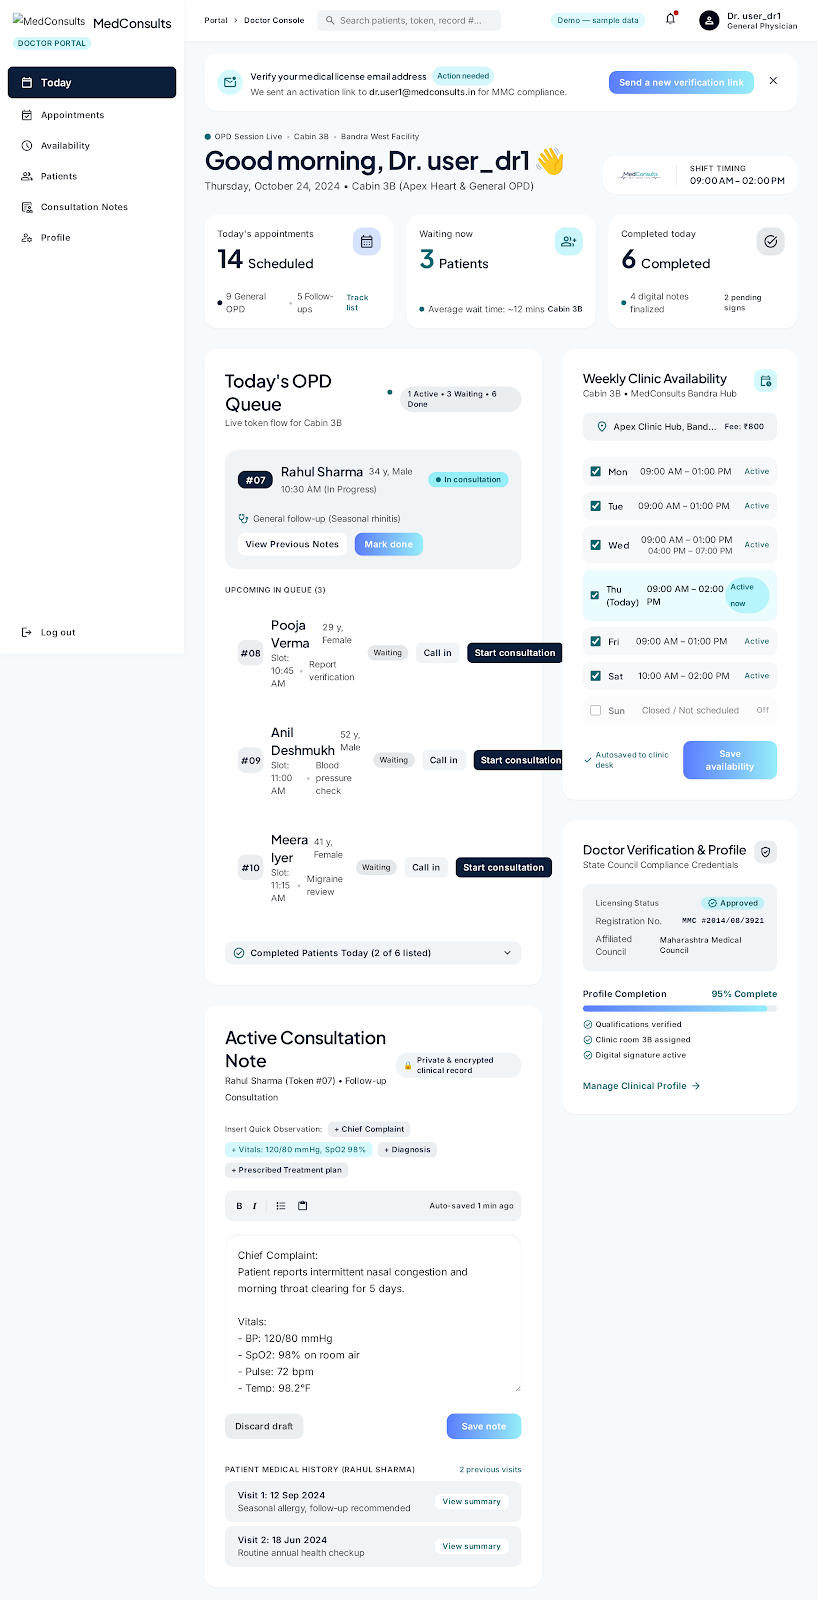 MedConsults MedConsults
DOCTOR PORTAL
Today
Appointments
Availability
Patients
Consultation Notes
Profile
Log out
Portal > Doctor Console
Search patients, token, record #...
Demo — sample data
Dr. user_dr1
General Physician
Verify your medical license email address Action needed
We sent an activation link to dr.user1@medconsults.in for MMC compliance.
Send a new verification link
OPD Session Live • Cabin 3B • Bandra West Facility
Good morning, Dr. user_dr1 👋
Thursday, October 24, 2024 • Cabin 3B (Apex Heart & General OPD)
MedConsults
SHIFT TIMING
09:00 AM – 02:00 PM
Today's appointments
14 Scheduled
9 General OPD
5 Follow-ups
Track list
Waiting now
3 Patients
Average wait time: ~12 mins Cabin 3B
Completed today
6 Completed
4 digital notes finalized
2 pending signs
Today's OPD
Queue
Live token flow for Cabin 3B
1 Active • 3 Waiting • 6
Done
#07
Rahul Sharma 34 y, Male
10:30 AM (In Progress)
In consultation
General follow-up (Seasonal rhinitis)
View Previous Notes Mark done
UPCOMING IN QUEUE (3)
#08
Pooja
Verma
29 y,
Female
Slot:
10:45
AM
Report
verification
Waiting Call in Start consultation
#09
Anil
Deshmukh
52 y,
Male
Slot:
11:00
AM
Blood
pressure
check
Waiting Call in Start consultation
#10
Meera
Iyer
41 y,
Female
Slot:
11:15
AM
Migraine
review
Waiting Call in Start consultation
Completed Patients Today (2 of 6 listed)
Active Consultation
Note
Rahul Sharma (Token #07) • Follow-up
Consultation
🔒 Private & encrypted
clinical record
Insert Quick Observation: + Chief Complaint
+ Vitals: 120/80 mmHg, SpO2 98% + Diagnosis
+ Prescribed Treatment plan
B I Auto-saved 1 min ago
Chief Complaint:
Patient reports intermittent nasal congestion and
morning throat clearing for 5 days.
Vitals:
- BP: 120/80 mmHg
- SpO2: 98% on room air
- Pulse: 72 bpm
- Temp: 98.2°F
Discard draft Save note
PATIENT MEDICAL HISTORY (RAHUL SHARMA) 2 previous visits
Visit 1: 12 Sep 2024
Seasonal allergy, follow-up recommended
View summary
Visit 2: 18 Jun 2024
Routine annual health checkup
View summary
Weekly Clinic Availability
Cabin 3B • MedConsults Bandra Hub
Apex Clinic Hub, Band... Fee: ₹800
Mon 09:00 AM – 01:00 PM Active
Tue 09:00 AM – 01:00 PM Active
Wed 09:00 AM – 01:00 PM Active
04:00 PM – 07:00 PM
Thu
(Today)
09:00 AM – 02:00
PM
Active
now
Fri 09:00 AM – 01:00 PM Active
Sat 10:00 AM – 02:00 PM Active
Sun Closed / Not scheduled Off
Autosaved to clinic
desk
Save
availability
Doctor Verification & Profile
State Council Compliance Credentials
Licensing Status Approved
Registration No. MMC #2014/08/3921
Affiliated
Council
Maharashtra Medical
Council
Profile Completion 95% Complete
Qualifications verified
Clinic room 3B assigned
Digital signature active
Manage Clinical Profile →